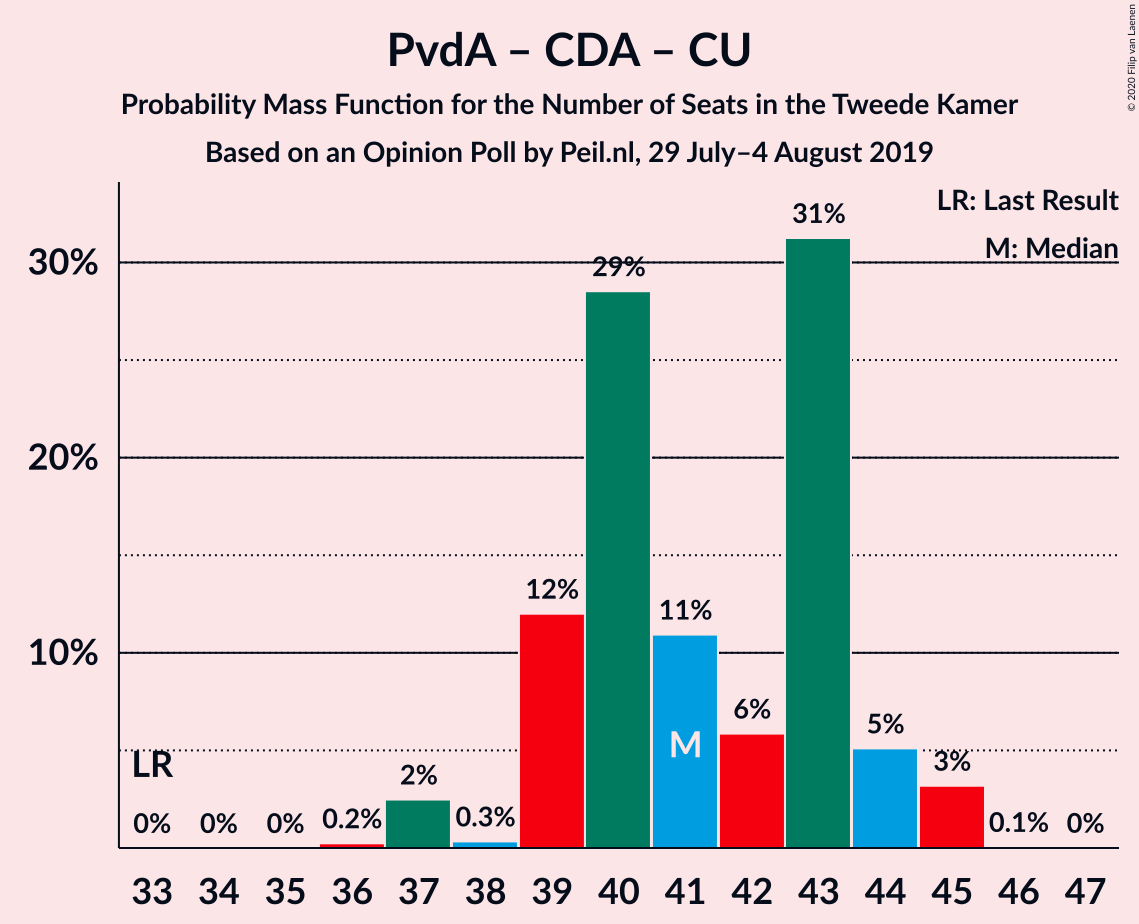 PvdA – CDA – CU
Probability Mass Function for the Number of Seats in the Tweede Kamer
Based on an Opinion Poll by Peil.nl, 29 July–4 August 2019
© 2020 Filip van Laenen
LR: Last Result
M: Median
30%
20%
10%
LR
M
0% 0% 0% 0.2% 2% 0.3% 12% 29% 11% 6% 31% 5% 3% 0.1% 0%
33 34 35 36 37 38 39 40 41 42 43 44 45 46 47